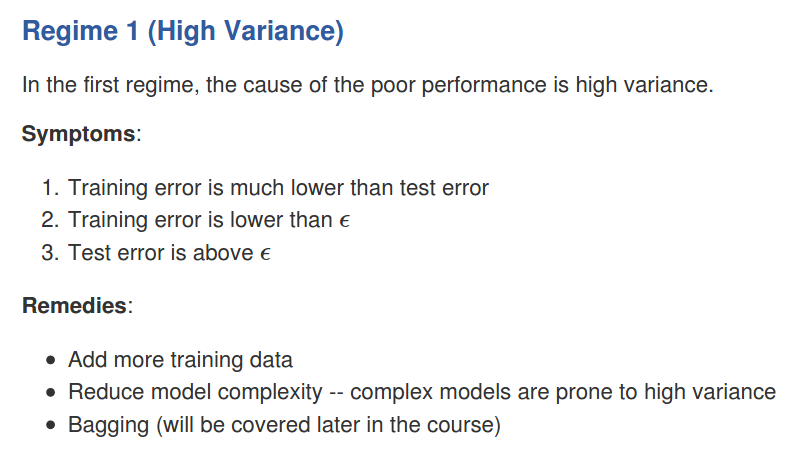 Regime 1 (High Variance)
In the first regime, the cause of the poor performance is high variance.
Symptoms:
1. Training error is much lower than test error
2. Training error is lower than ϵ
3. Test error is above ϵ
Remedies:
• Add more training data
• Reduce model complexity -- complex models are prone to high variance
• Bagging (will be covered later in the course)